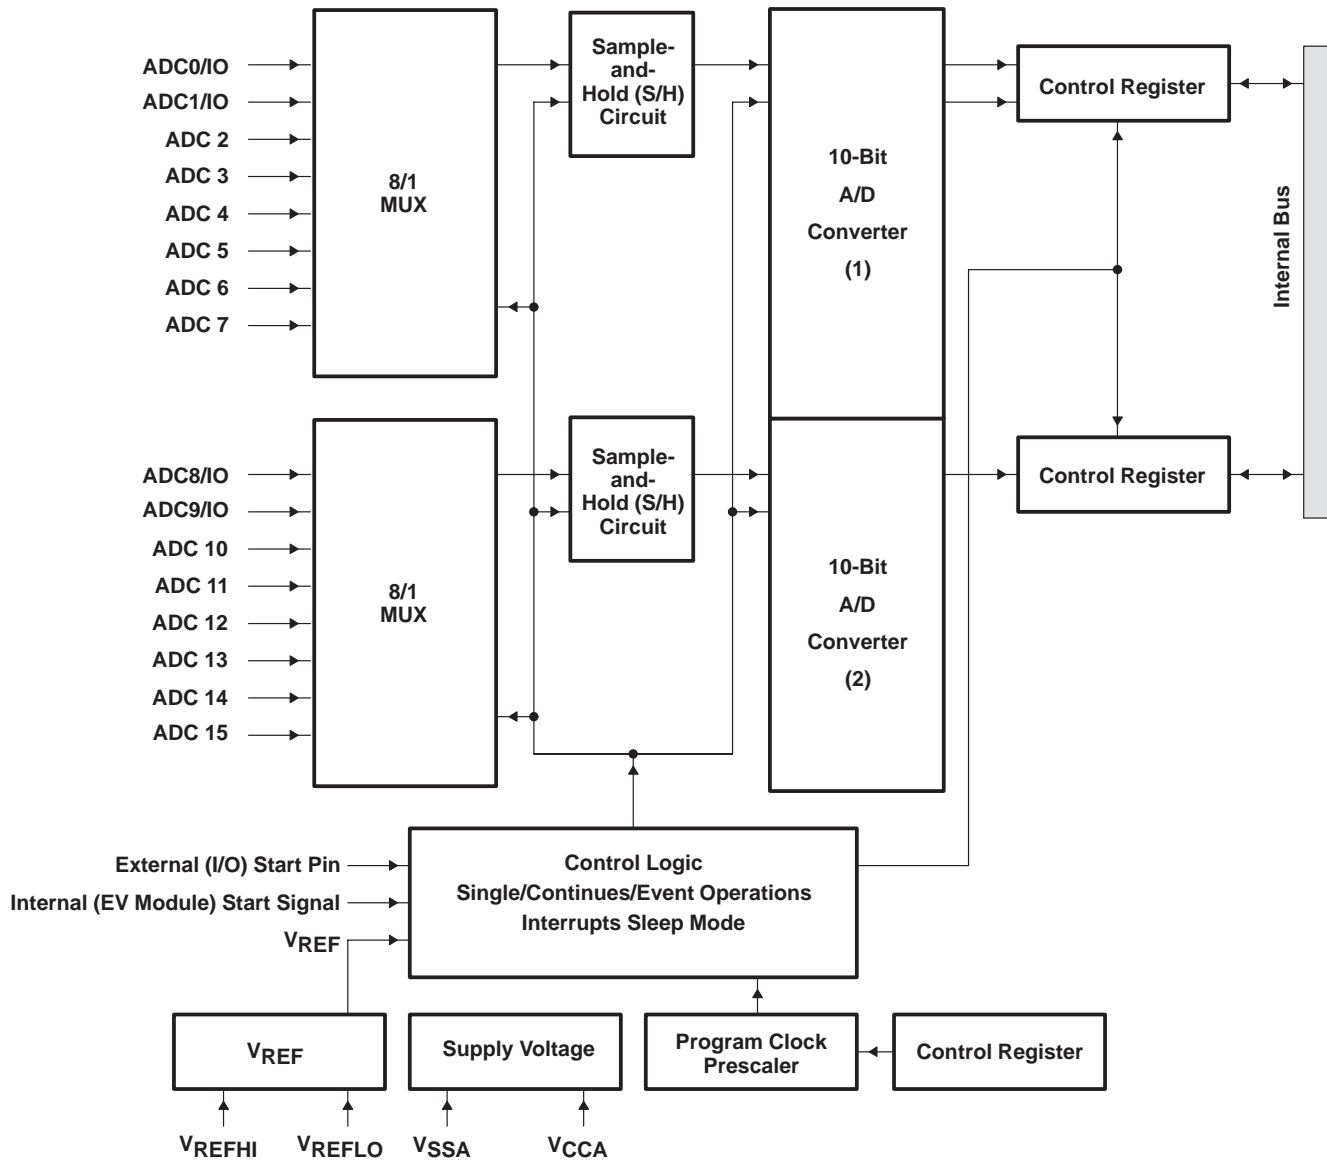 ADC0/IO
ADC1/IO
ADC 2
ADC 3
ADC 4
ADC 5
ADC 6
ADC 7
8/1
MUX
Sample-
and-
Hold (S/H)
Circuit
10-Bit
A/D
Converter
(1)
Control Register
Internal Bus
ADC8/IO
ADC9/IO
ADC 10
ADC 11
ADC 12
ADC 13
ADC 14
ADC 15
8/1
MUX
Sample-
and-
Hold (S/H)
Circuit
10-Bit
A/D
Converter
(2)
Control Register
External (I/O) Start Pin
Internal (EV Module) Start Signal
VREF
Control Logic
Single/Continues/Event Operations
Interrupts Sleep Mode
VREF
Supply Voltage
Program Clock
Prescaler
Control Register
VREFHI
VREFLO
VSSA
VCCA